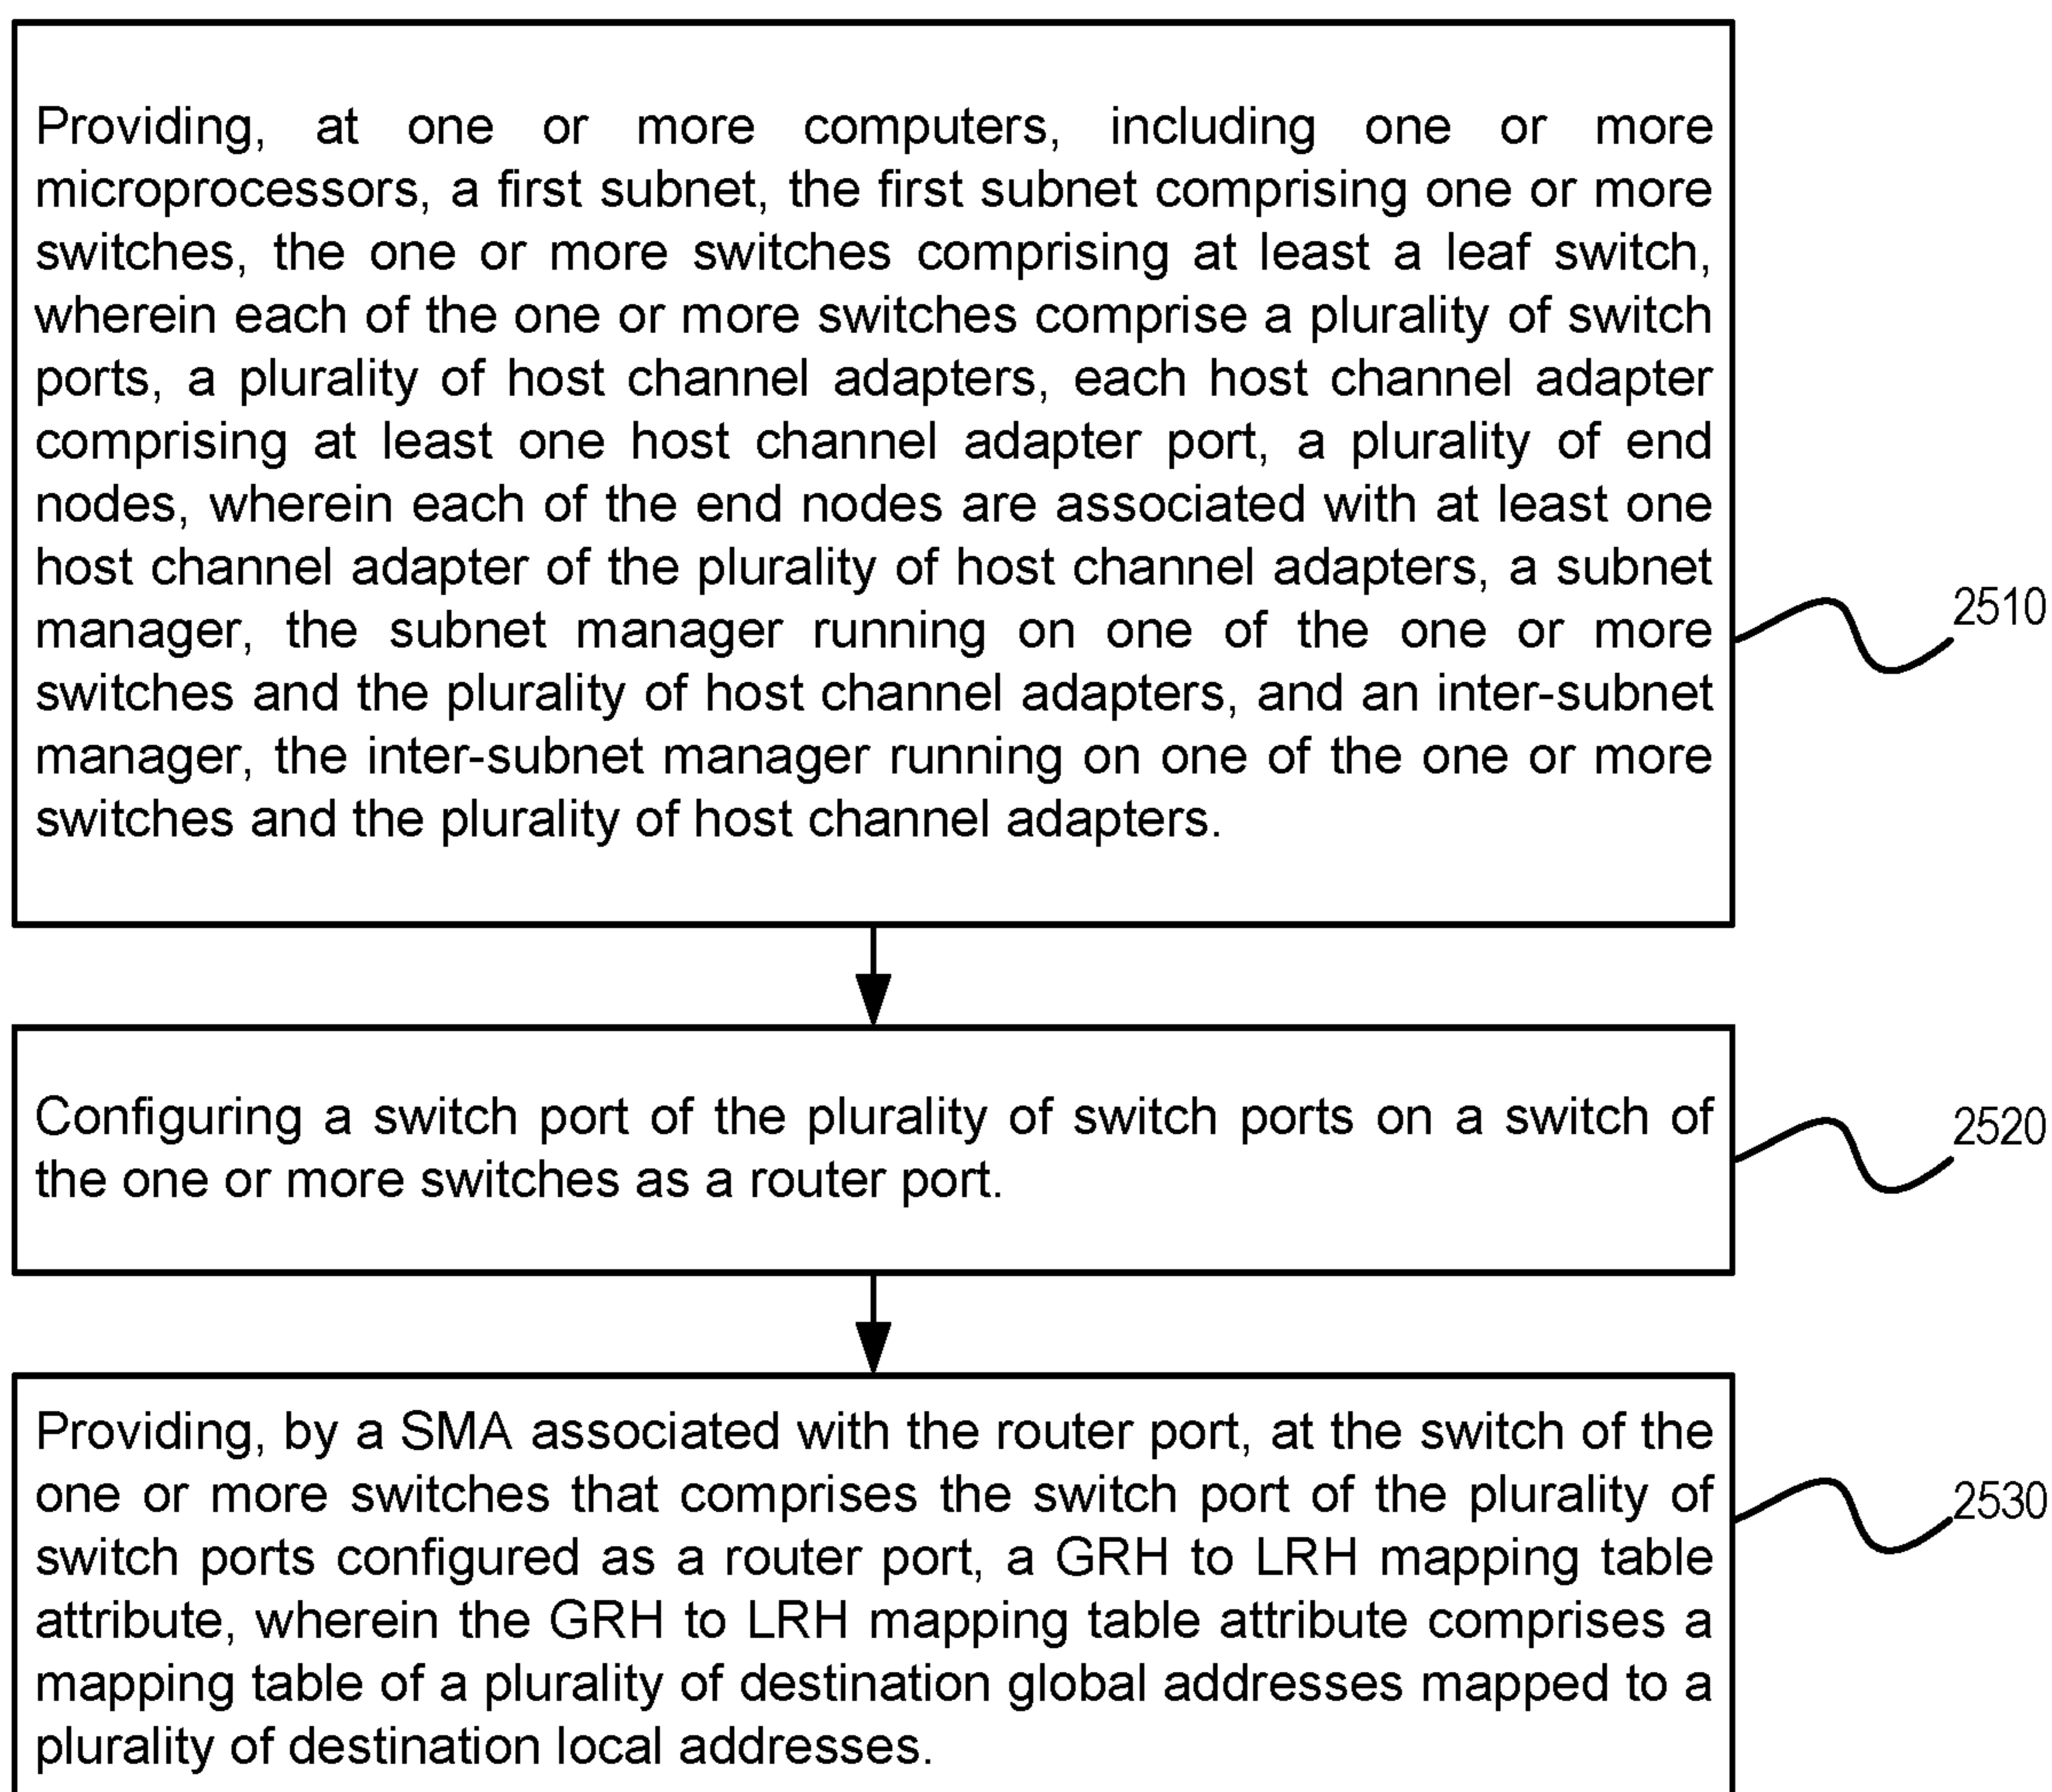 Providing, at one or more computers, including one or more
microprocessors, a first subnet, the first subnet comprising one or more
switches, the one or more switches comprising at least a leaf switch,
wherein each of the one or more switches comprise a plurality of switch
ports, a plurality of host channel adapters, each host channel adapter
comprising at least one host channel adapter port, a plurality of end
nodes, wherein each of the end nodes are associated with at least one
host channel adapter of the plurality of host channel adapters, a subnet
manager, the subnet manager running on one of the one or more
switches and the plurality of host channel adapters, and an inter-subnet
manager, the inter-subnet manager running on one of the one or more
switches and the plurality of host channel adapters.
2510
Configuring a switch port of the plurality of switch ports on a switch of
the one or more switches as a router port.
2520
Providing, by a SMA associated with the router port, at the switch of the
one or more switches that comprises the switch port of the plurality of
switch ports configured as a router port, a GRH to LRH mapping table
attribute, wherein the GRH to LRH mapping table attribute comprises a
mapping table of a plurality of destination global addresses mapped to a
plurality of destination local addresses.
2530